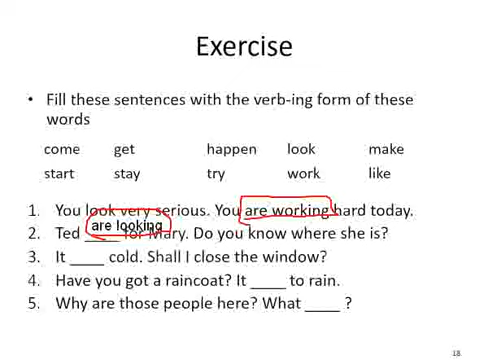 Exercise
• Fill these sentences with the verb-ing form of these
words
come get happen look make
start stay try work like
1. You look very serious. You are working hard today.
are looking
2. Ted ____ for Mary. Do you know where she is?
3. It ____ cold. Shall I close the window?
4. Have you got a raincoat? It ____ to rain.
5. Why are those people here? What ____ ?
18